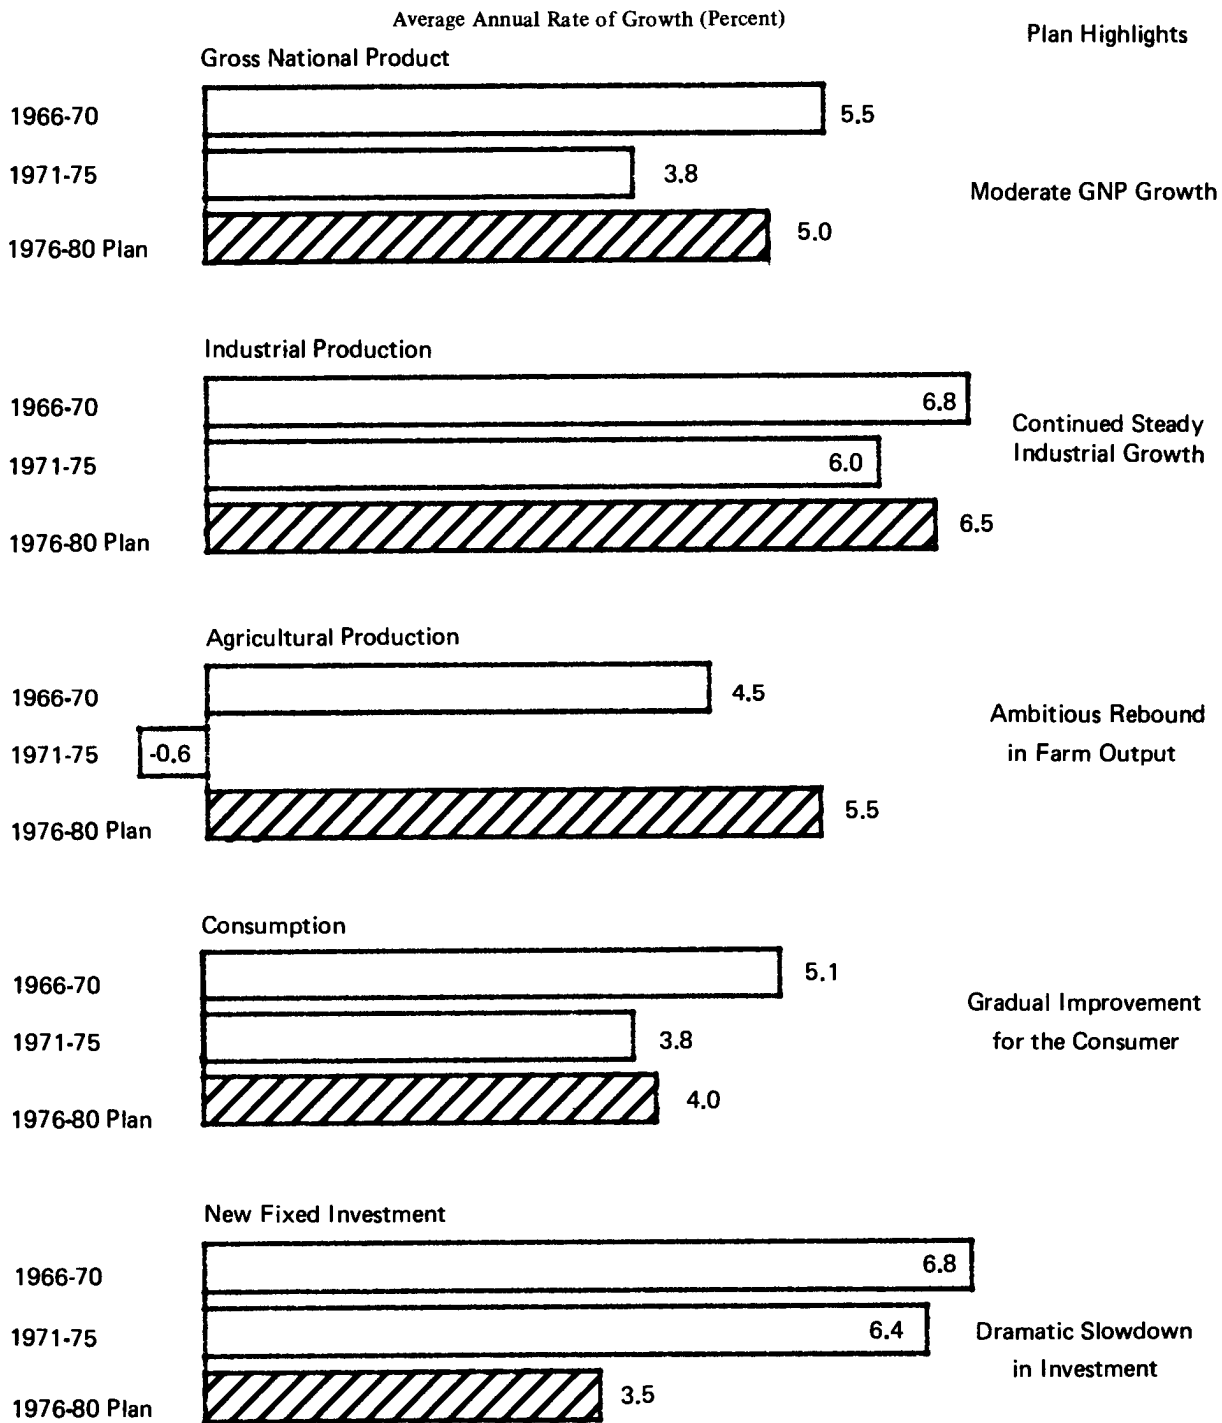 Average Annual Rate of Growth (Percent)
Plan Highlights
Gross National Product
1966-70
5.5
1971-75
3.8
Moderate GNP Growth
1976-80 Plan
5.0
Industrial Production
1966-70
6.8
Continued Steady
Industrial Growth
1971-75
6.0
1976-80 Plan
6.5
Agricultural Production
1966-70
4.5
Ambitious Rebound
in Farm Output
1971-75
-0.6
1976-80 Plan
5.5
Consumption
1966-70
5.1
Gradual Improvement
for the Consumer
1971-75
3.8
1976-80 Plan
4.0
New Fixed Investment
1966-70
6.8
1971-75
6.4
Dramatic Slowdown
in Investment
1976-80 Plan
3.5